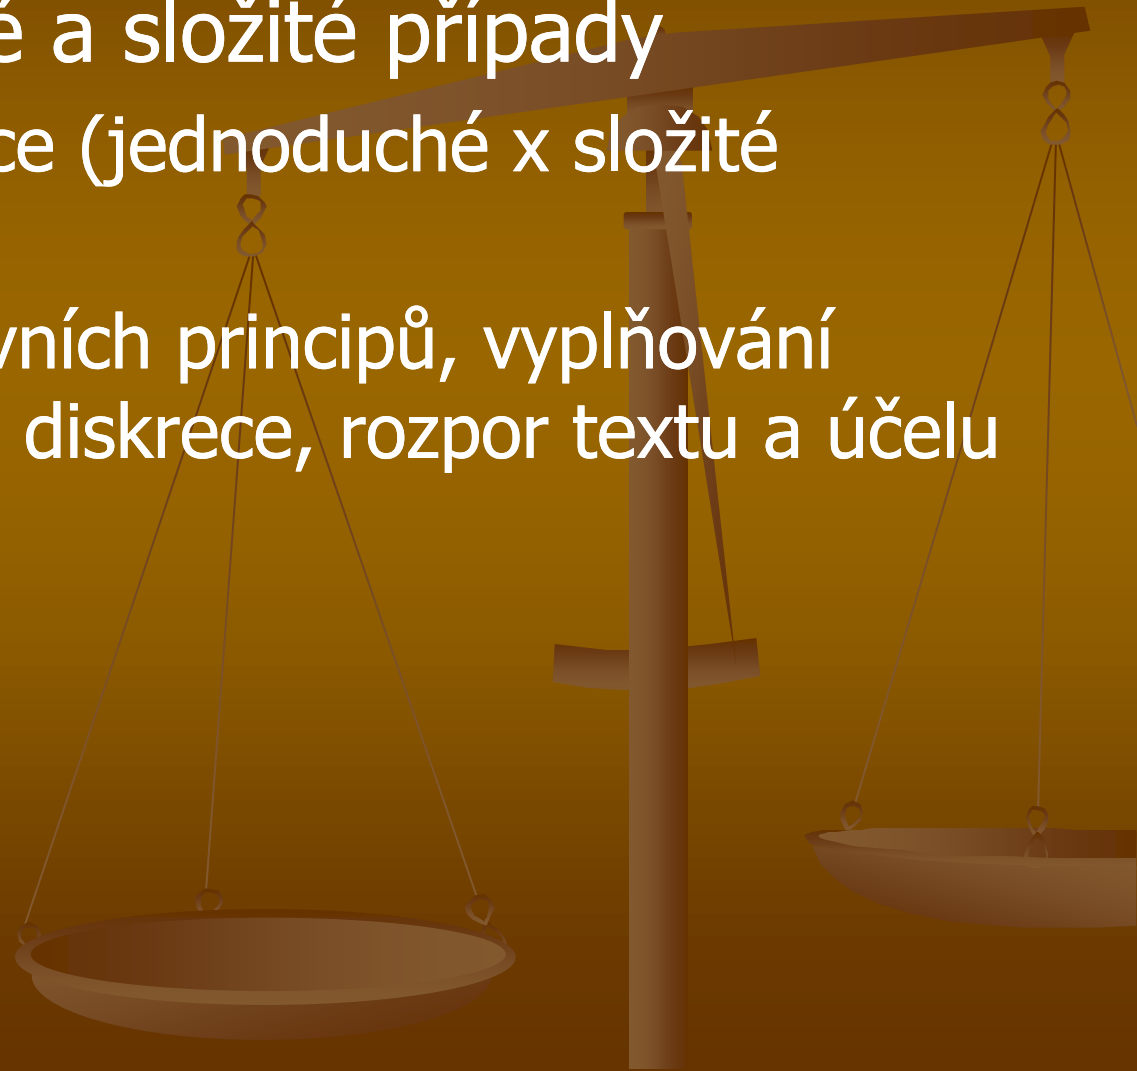 é a složité případy
ce (jednoduché x složité
vních principů, vyplňování
diskrece, rozpor textu a účelu